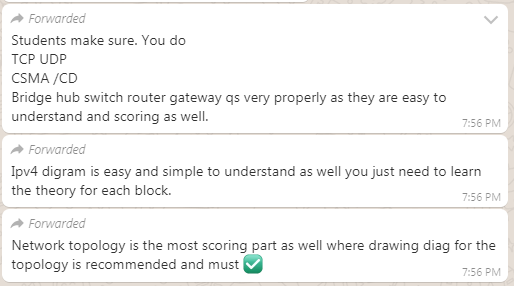 Forwarded
Students make sure. You do
TCP UDP
CSMA /CD
Bridge hub switch router gateway qs very properly as they are easy to
understand and scoring as well.
7:56 PM
Forwarded
Ipv4 digram is easy and simple to understand as well you just need to learn
the theory for each block.
7:56 PM
Forwarded
Network topology is the most scoring part as well where drawing diag for the
topology is recommended and must ✅
7:56 PM